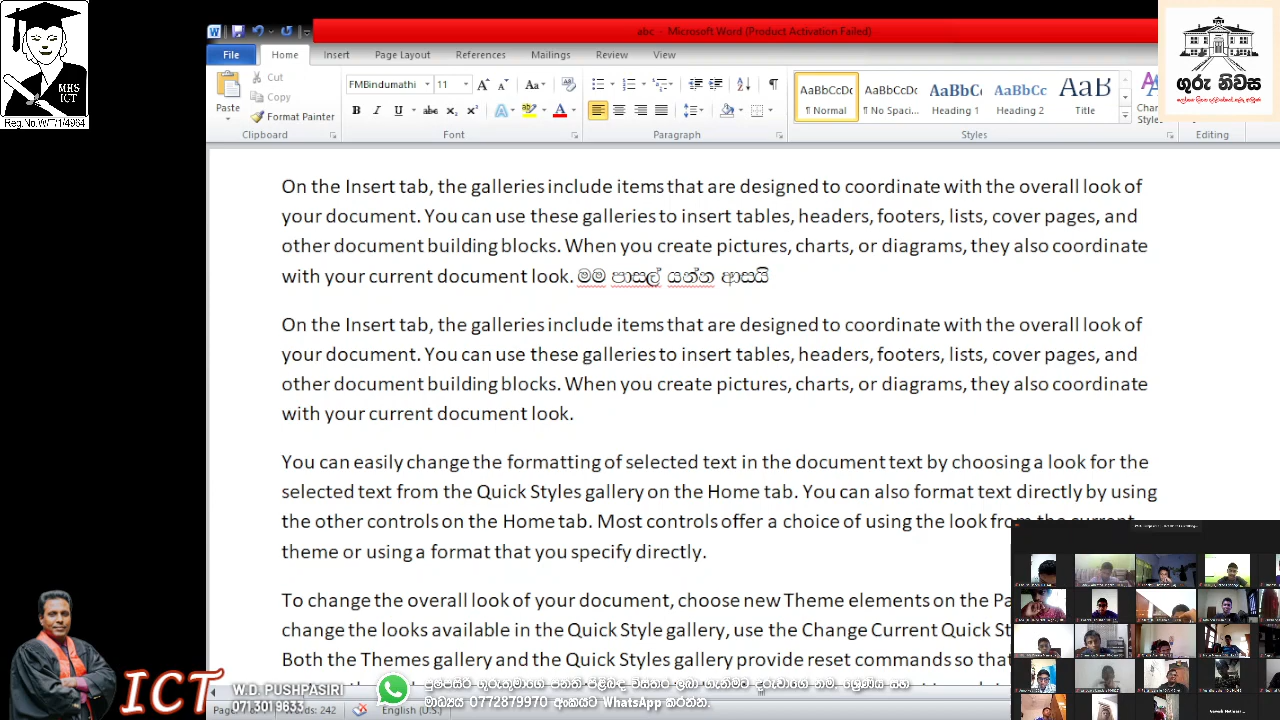 abc - Microsoft Word (Product Activation Failed)
File Home Insert Page Layout References Mailings Review View
Paste
Cut
Copy
Format Painter
FMBindumathi 11
AaBbCcDc AaBbCcDc AaBbCc AaBbCc AaB
¶ Normal ¶ No Spaci... Heading 1 Heading 2 Title
Clipboard Font Paragraph Styles Editing
MHS
ICT
Reg.No.W/T1/4964
ගුරු නිවස
On the Insert tab, the galleries include items that are designed to coordinate with the overall look of
your document. You can use these galleries to insert tables, headers, footers, lists, cover pages, and
other document building blocks. When you create pictures, charts, or diagrams, they also coordinate
with your current document look. මම පාසල් යන්න ආසයි
On the Insert tab, the galleries include items that are designed to coordinate with the overall look of
your document. You can use these galleries to insert tables, headers, footers, lists, cover pages, and
other document building blocks. When you create pictures, charts, or diagrams, they also coordinate
with your current document look.
You can easily change the formatting of selected text in the document text by choosing a look for the
selected text from the Quick Styles gallery on the Home tab. You can also format text directly by using
the other controls on the Home tab. Most controls offer a choice of using the look from the current
theme or using a format that you specify directly.
To change the overall look of your document, choose new Theme elements on the Pa
change the looks available in the Quick Style gallery, use the Change Current Quick St
Both the Themes gallery and the Quick Styles gallery provide reset commands so that
ICT
W.D. PUSHPASIRI
071 301 9633
මාධ්‍යය 0772879970 අංකයට WhatsApp කරන්න.
Words: 242
English (U.S.)